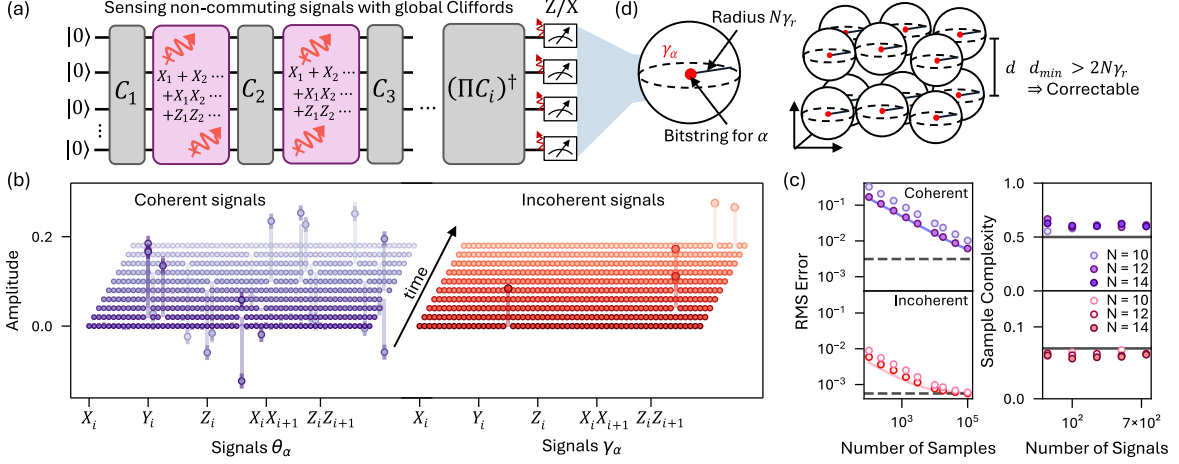 (a) Sensing non-commuting signals with global Cliffords
Z/X
|0⟩
|0⟩
|0⟩
⋮
|0⟩
C₁
X₁ + X₂ ⋯
+X₁X₂ ⋯
+Z₁Z₂ ⋯
C₂
X₁ + X₂ ⋯
+X₁X₂ ⋯
+Z₁Z₂ ⋯
C₃
⋯
(ΠCᵢ)†
(d)
Radius Nγᵣ
γ_α
Bitstring for α
d d_min > 2Nγᵣ
⇒ Correctable
(b)
Coherent signals
Incoherent signals
time
Amplitude
0.2
0.0
Xᵢ Yᵢ Zᵢ XᵢXᵢ₊₁ ZᵢZᵢ₊₁ Xᵢ Yᵢ Zᵢ XᵢXᵢ₊₁ ZᵢZᵢ₊₁
Signals θ_α
Signals γ_α
(c)
RMS Error
Coherent
10⁻¹
10⁻²
10⁻³
Incoherent
10⁻²
10⁻³
10³ 10⁵
Number of Samples
Sample Complexity
1.0
0.5
0.0
0.1
0.0
N = 10
N = 12
N = 14
N = 10
N = 12
N = 14
10² 7×10²
Number of Signals